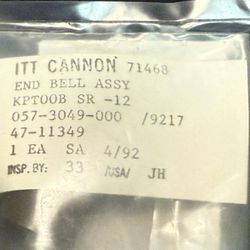 ITT CANNON 71468
END BELL ASSY
KPT00B SR -12
057-3049-000 /9217
47-11349
1 EA SA 4/92
INSP. BY: 33 /USA/ JH